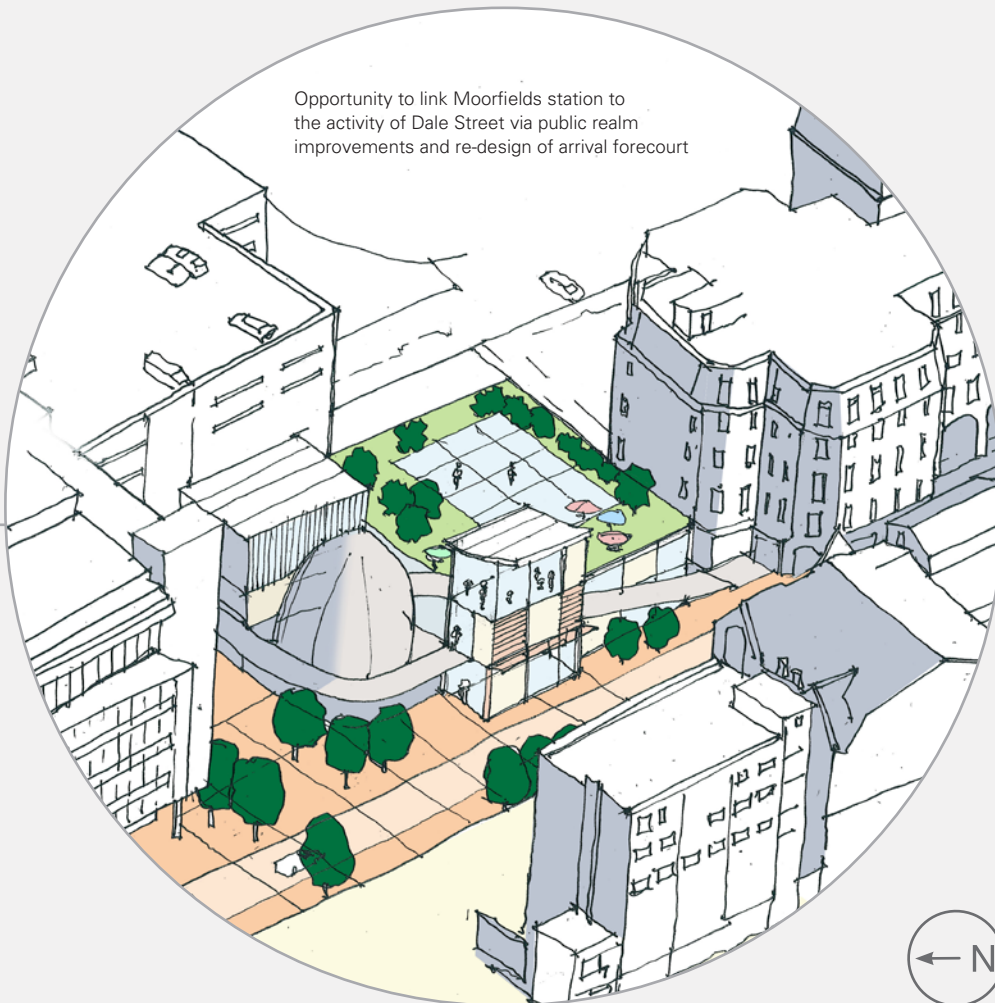 Opportunity to link Moorfields station to
the activity of Dale Street via public realm
improvements and re-design of arrival forecourt
N